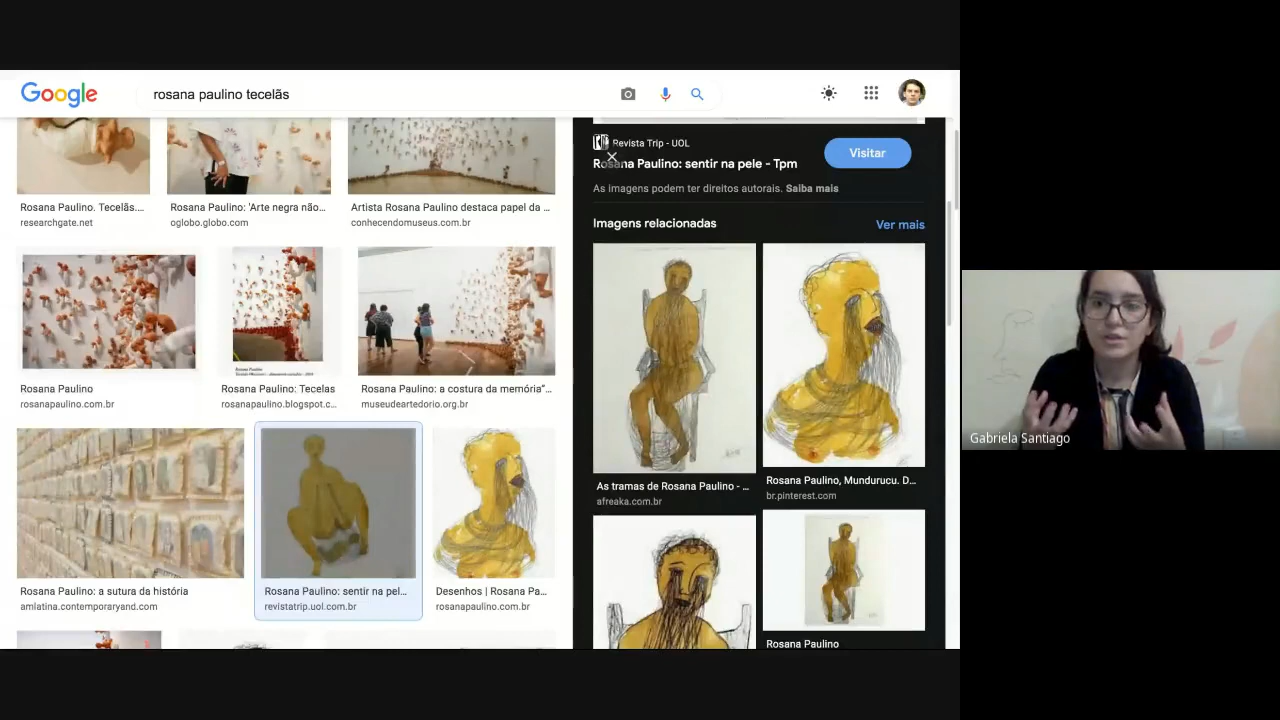 Google
rosana paulino tecelãs
Rosana Paulino. Tecelãs....
researchgate.net
Rosana Paulino: 'Arte negra não...
oglobo.globo.com
Artista Rosana Paulino destaca papel da ...
conhecendomuseus.com.br
Rosana Paulino
rosanapaulino.com.br
Rosana Paulino: Tecelas
rosanapaulino.blogspot.c...
Rosana Paulino: a costura da memória"...
museudeartedorio.org.br
Rosana Paulino: a sutura da história
amlatina.contemporaryand.com
Rosana Paulino: sentir na pel...
revistatrip.uol.com.br
Desenhos | Rosana Pa...
rosanapaulino.com.br
Revista Trip - UOL
Rosana Paulino: sentir na pele - Tpm
Visitar
As imagens podem ter direitos autorais. Saiba mais
Imagens relacionadas
Ver mais
As tramas de Rosana Paulino - ...
afreaka.com.br
Rosana Paulino, Mundurucu. D...
br.pinterest.com
Rosana Paulino
Gabriela Santiago